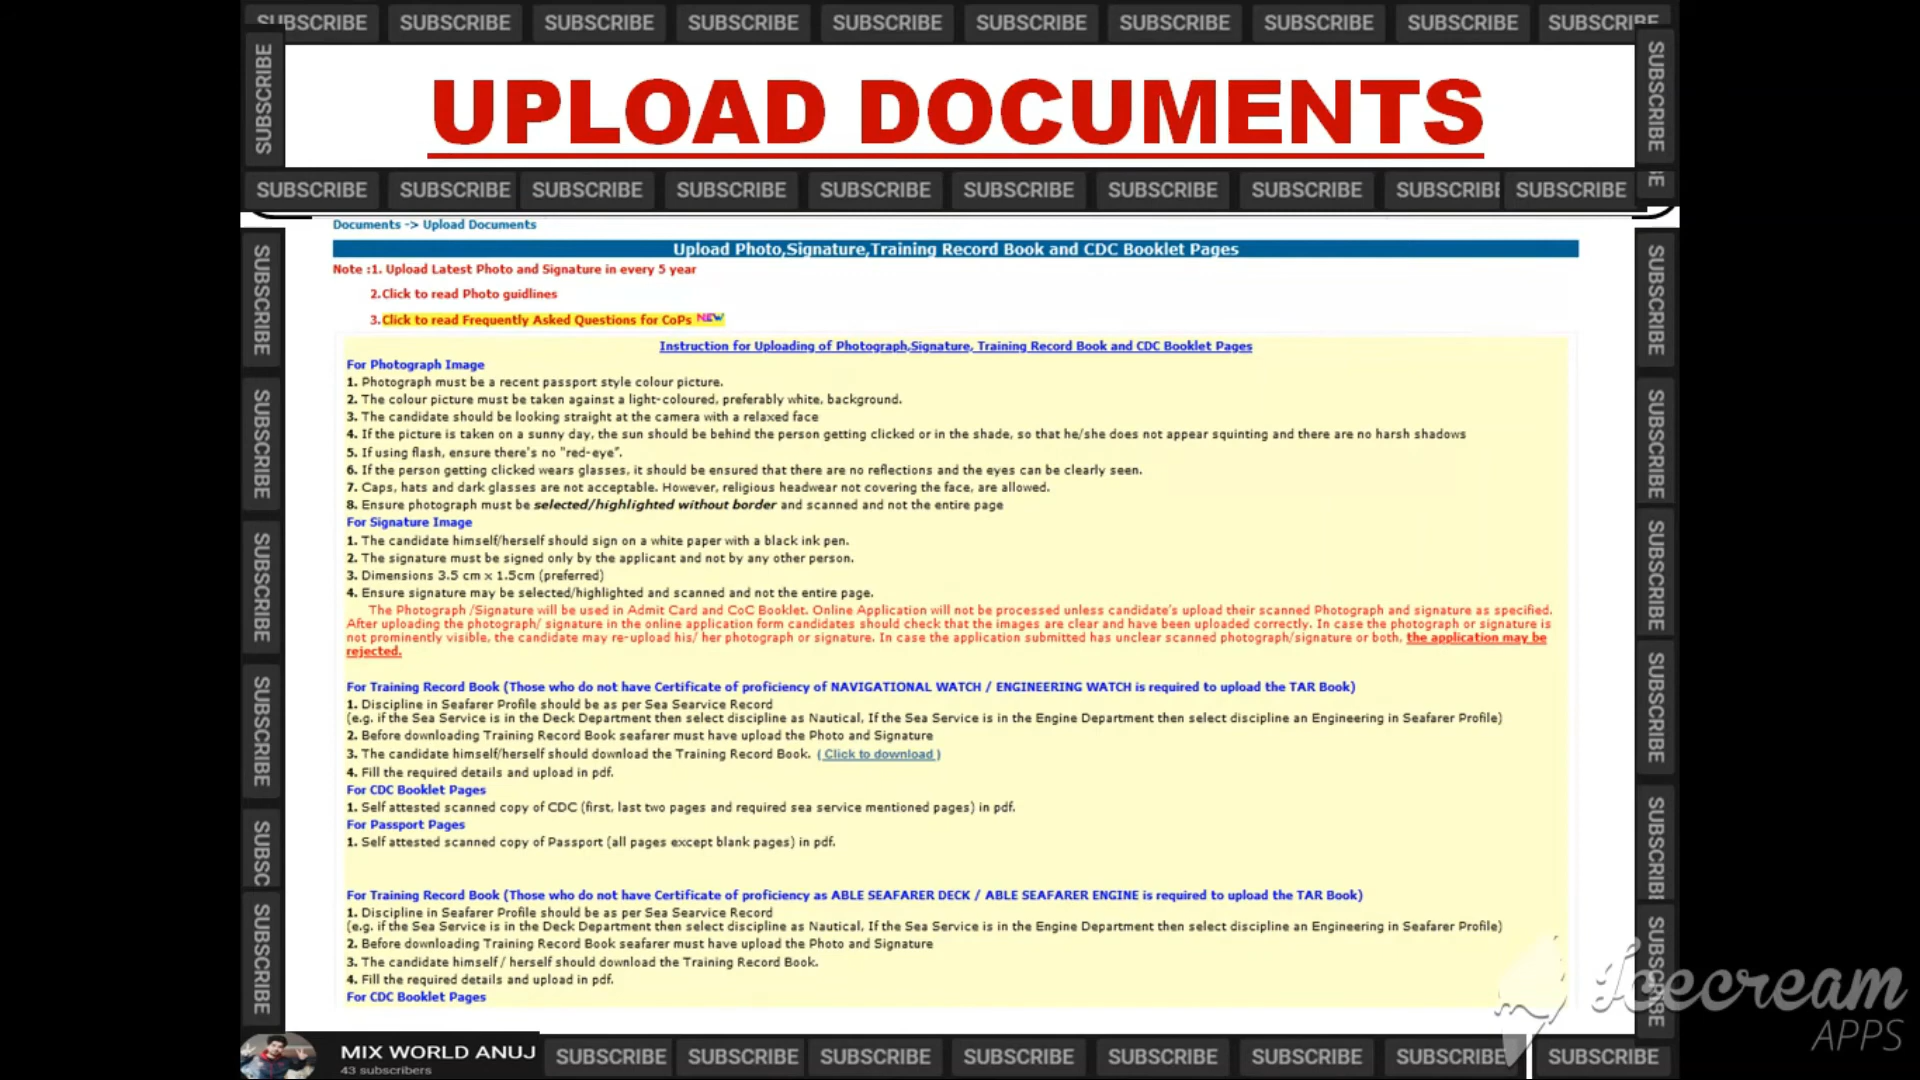 SUBSCRIBE SUBSCRIBE SUBSCRIBE SUBSCRIBE SUBSCRIBE SUBSCRIBE SUBSCRIBE SUBSCRIBE SUBSCRIBE SUBSCRIBE
SUBSCRIBE
SUBSCRIBE
UPLOAD DOCUMENTS
SUBSCRIBE SUBSCRIBE SUBSCRIBE SUBSCRIBE SUBSCRIBE SUBSCRIBE SUBSCRIBE SUBSCRIBE SUBSCRIBE SUBSCRIBE
Documents -> Upload Documents
Upload Photo,Signature,Training Record Book and CDC Booklet Pages
Note :1. Upload Latest Photo and Signature in every 5 year
2.Click to read Photo guidlines
3.Click to read Frequently Asked Questions for CoPs NEW
Instruction for Uploading of Photograph,Signature, Training Record Book and CDC Booklet Pages
For Photograph Image
1. Photograph must be a recent passport style colour picture.
2. The colour picture must be taken against a light-coloured, preferably white, background.
3. The candidate should be looking straight at the camera with a relaxed face
4. If the picture is taken on a sunny day, the sun should be behind the person getting clicked or in the shade, so that he/she does not appear squinting and there are no harsh shadows
5. If using flash, ensure there's no "red-eye".
6. If the person getting clicked wears glasses, it should be ensured that there are no reflections and the eyes can be clearly seen.
7. Caps, hats and dark glasses are not acceptable. However, religious headwear not covering the face, are allowed.
8. Ensure photograph must be selected/highlighted without border and scanned and not the entire page
For Signature Image
1. The candidate himself/herself should sign on a white paper with a black ink pen.
2. The signature must be signed only by the applicant and not by any other person.
3. Dimensions 3.5 cm x 1.5cm (preferred)
4. Ensure signature may be selected/highlighted and scanned and not the entire page.
The Photograph /Signature will be used in Admit Card and CoC Booklet. Online Application will not be processed unless candidate's upload their scanned Photograph and signature as specified.
After uploading the photograph/ signature in the online application form candidates should check that the images are clear and have been uploaded correctly. In case the photograph or signature is
not prominently visible, the candidate may re-upload his/ her photograph or signature. In case the application submitted has unclear scanned photograph/signature or both, the application may be
rejected.
For Training Record Book (Those who do not have Certificate of proficiency of NAVIGATIONAL WATCH / ENGINEERING WATCH is required to upload the TAR Book)
1. Discipline in Seafarer Profile should be as per Sea Searvice Record
(e.g. if the Sea Service is in the Deck Department then select discipline as Nautical, If the Sea Service is in the Engine Department then select discipline an Engineering in Seafarer Profile)
2. Before downloading Training Record Book seafarer must have upload the Photo and Signature
3. The candidate himself/herself should download the Training Record Book. ( Click to download )
4. Fill the required details and upload in pdf.
For CDC Booklet Pages
1. Self attested scanned copy of CDC (first, last two pages and required sea service mentioned pages) in pdf.
For Passport Pages
1. Self attested scanned copy of Passport (all pages except blank pages) in pdf.
For Training Record Book (Those who do not have Certificate of proficiency as ABLE SEAFARER DECK / ABLE SEAFARER ENGINE is required to upload the TAR Book)
1. Discipline in Seafarer Profile should be as per Sea Searvice Record
(e.g. if the Sea Service is in the Deck Department then select discipline as Nautical, If the Sea Service is in the Engine Department then select discipline an Engineering in Seafarer Profile)
2. Before downloading Training Record Book seafarer must have upload the Photo and Signature
3. The candidate himself / herself should download the Training Record Book.
4. Fill the required details and upload in pdf.
For CDC Booklet Pages
SUBSCRIBE
SUBSCRIBE
SUBSCRIBE
SUBSCRIBE
SUBSC
SUBSCRIBE
SUBSCRIBE
SUBSCRIBE
SUBSCRIBE
SUBSCRIBE
SUBSCRIBE
SUBSCRIBE
Icecream
APPS
MIX WORLD ANUJ
43 subscribers
SUBSCRIBE SUBSCRIBE SUBSCRIBE SUBSCRIBE SUBSCRIBE SUBSCRIBE SUBSCRIBE SUBSCRIBE